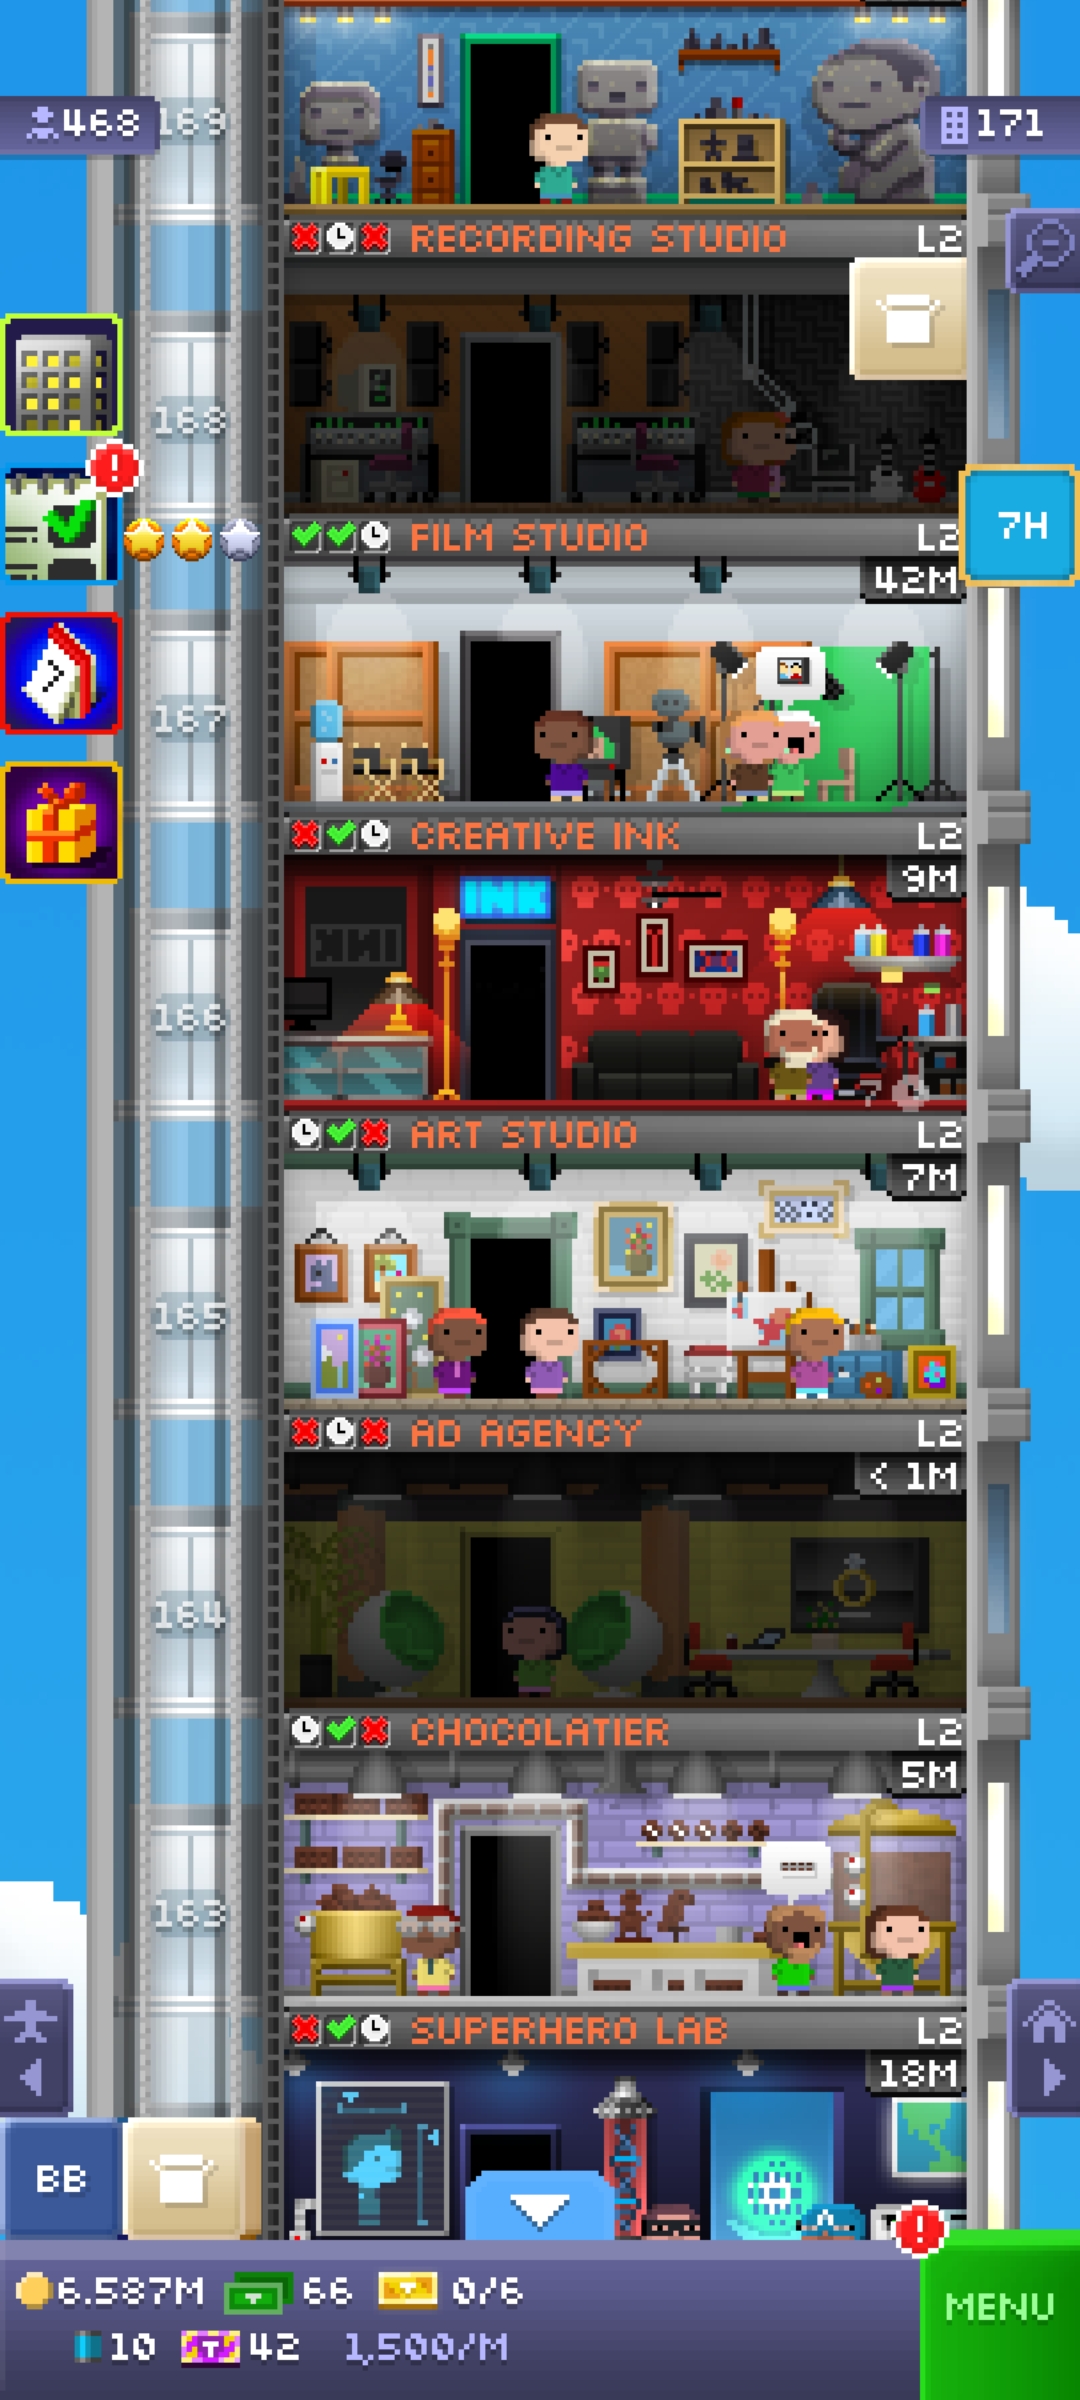 468
169
171
RECORDING STUDIO L2
168
7H
FILM STUDIO L2
42M
167
CREATIVE INK L2
9M
INK
166
ART STUDIO L2
7M
165
AD AGENCY L2
< 1M
164
CHOCOLATIER L2
5M
163
SUPERHERO LAB L2
18M
BB
6.587M 66 0/6
MENU
10 42 1,500/M